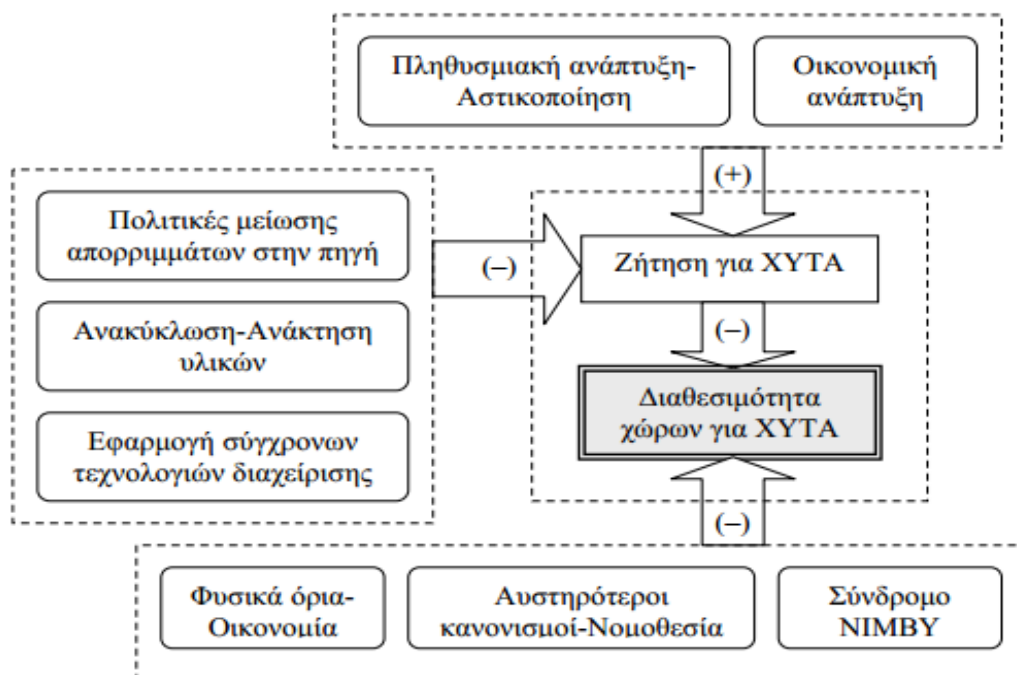 Πληθυσμιακή ανάπτυξη-
Αστικοποίηση
Οικονομική
ανάπτυξη
(+)
Πολιτικές μείωσης
απορριμμάτων στην πηγή
Ανακύκλωση-Ανάκτηση
υλικών
Εφαρμογή σύγχρονων
τεχνολογιών διαχείρισης
(–)
Ζήτηση για ΧΥΤΑ
(–)
Διαθεσιμότητα
χώρων για ΧΥΤΑ
(–)
Φυσικά όρια-
Οικονομία
Αυστηρότεροι
κανονισμοί-Νομοθεσία
Σύνδρομο
NIMBY